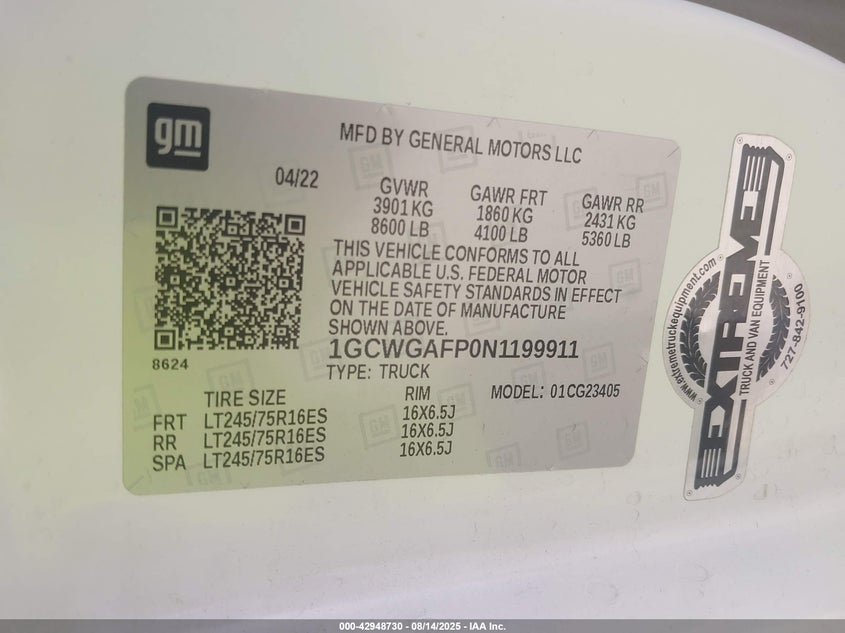 gm
MFD BY GENERAL MOTORS LLC
04/22
GVWR
3901 KG
8600 LB
GAWR FRT
1860 KG
4100 LB
GAWR RR
2431 KG
5360 LB
THIS VEHICLE CONFORMS TO ALL
APPLICABLE U.S. FEDERAL MOTOR
VEHICLE SAFETY STANDARDS IN EFFECT
ON THE DATE OF MANUFACTURE
SHOWN ABOVE.
8624
1GCWGAFP0N1199911
TYPE: TRUCK
MODEL: 01CG23405
TIRE SIZE
RIM
FRT LT245/75R16ES 16X6.5J
RR LT245/75R16ES 16X6.5J
SPA LT245/75R16ES 16X6.5J
www.extremetruckequipment.com
EXTREME
TRUCK AND VAN EQUIPMENT
727-842-9100
000-42948730 - 08/14/2025 - IAA Inc.